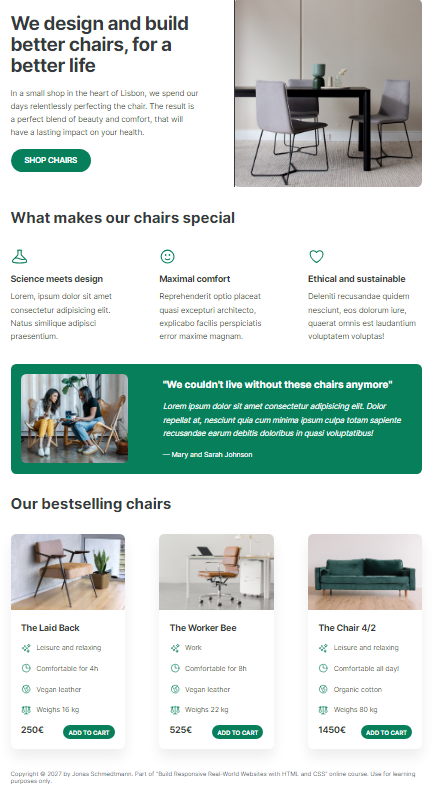 We design and build
better chairs, for a
better life
In a small shop in the heart of Lisbon, we spend our
days relentlessly perfecting the chair. The result is
a perfect blend of beauty and comfort, that will
have a lasting impact on your health.
SHOP CHAIRS
What makes our chairs special
Science meets design
Lorem, ipsum dolor sit amet
consectetur adipisicing elit.
Natus similique adipisci
praesentium.
Maximal comfort
Reprehenderit optio placeat
quasi excepturi architecto,
explicabo facilis perspiciatis
error maxime magnam.
Ethical and sustainable
Deleniti recusandae quidem
nesciunt, eos dolorum iure,
quaerat omnis est laudantium
voluptatem voluptas!
"We couldn't live without these chairs anymore"
Lorem ipsum dolor sit amet consectetur adipisicing elit. Dolor
repellat at, nesciunt quia cum minima ipsum culpa totam sapiente
recusandae earum debitis doloribus in quasi voluptatibus!
— Mary and Sarah Johnson
Our bestselling chairs
The Laid Back
Leisure and relaxing
Comfortable for 4h
Vegan leather
Weighs 16 kg
250€
ADD TO CART
The Worker Bee
Work
Comfortable for 8h
Vegan leather
Weighs 22 kg
525€
ADD TO CART
The Chair 4/2
Leisure and relaxing
Comfortable all day!
Organic cotton
Weighs 80 kg
1450€
ADD TO CART
Copyright © 2027 by Jonas Schmedtmann. Part of "Build Responsive Real-World Websites with HTML and CSS" online course. Use for learning
purposes only.